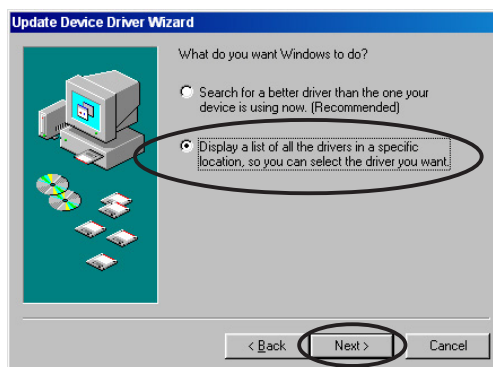 Update Device Driver Wizard
What do you want Windows to do?
Search for a better driver than the one your
device is using now. (Recommended)
Display a list of all the drivers in a specific
location, so you can select the driver you want.
< Back
Next >
Cancel